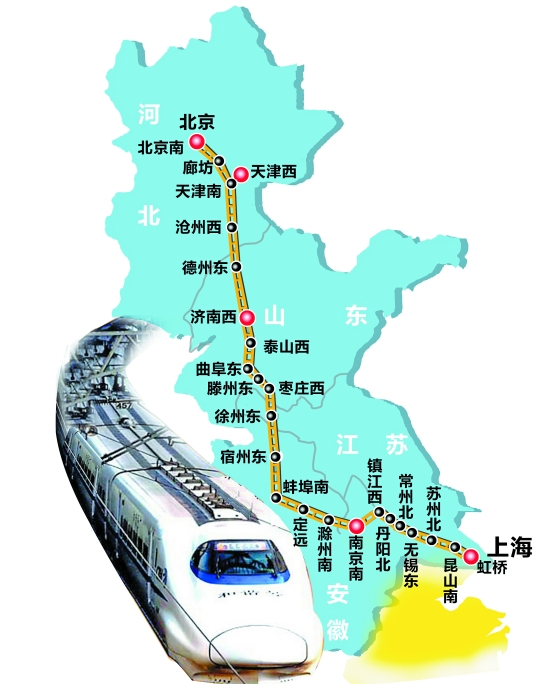 河
北
北京
北京南
廊坊
天津西
天津南
沧州西
德州东
济南西
山 东
泰山西
曲阜东
滕州东
枣庄西
徐州东
宿州东
江 苏
蚌埠南
定远
滁州南
南京南
镇江西
丹阳北
常州北
无锡东
苏州北
昆山南
上海
虹桥
安
徽
和谐号